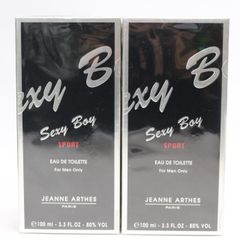 exy B
Sexy Boy
SPORT
EAU DE TOILETTE
For Men Only
JEANNE ARTHES
PARIS
℮ 100 ml - 3.3 FL OZ - 80% VOL
exy B
Sexy Boy
SPORT
EAU DE TOILETTE
For Men Only
JEANNE ARTHES
PARIS
℮ 100 ml - 3.3 FL OZ - 80% VOL